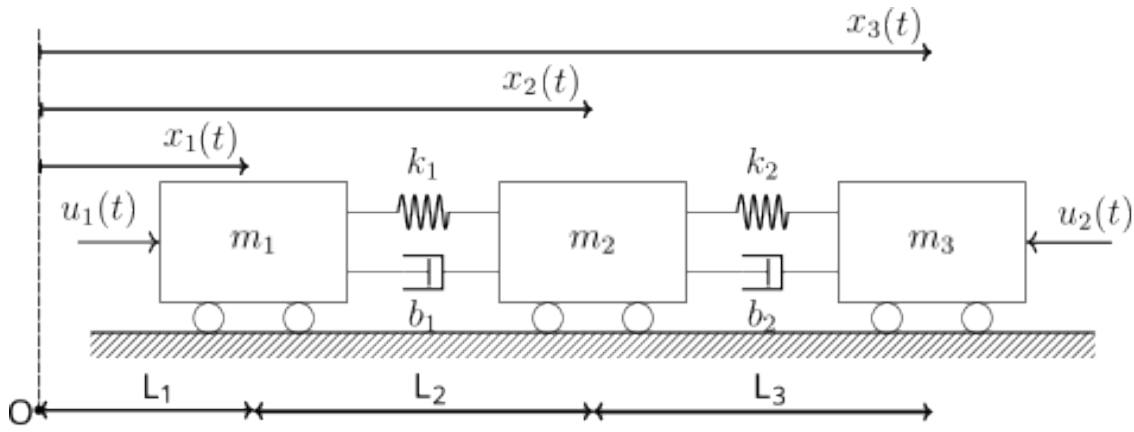 x₃(t)
x₂(t)
x₁(t)
k₁ k₂
u₁(t) m₁ m₂ m₃ u₂(t)
b₁ b₂
O L₁ L₂ L₃